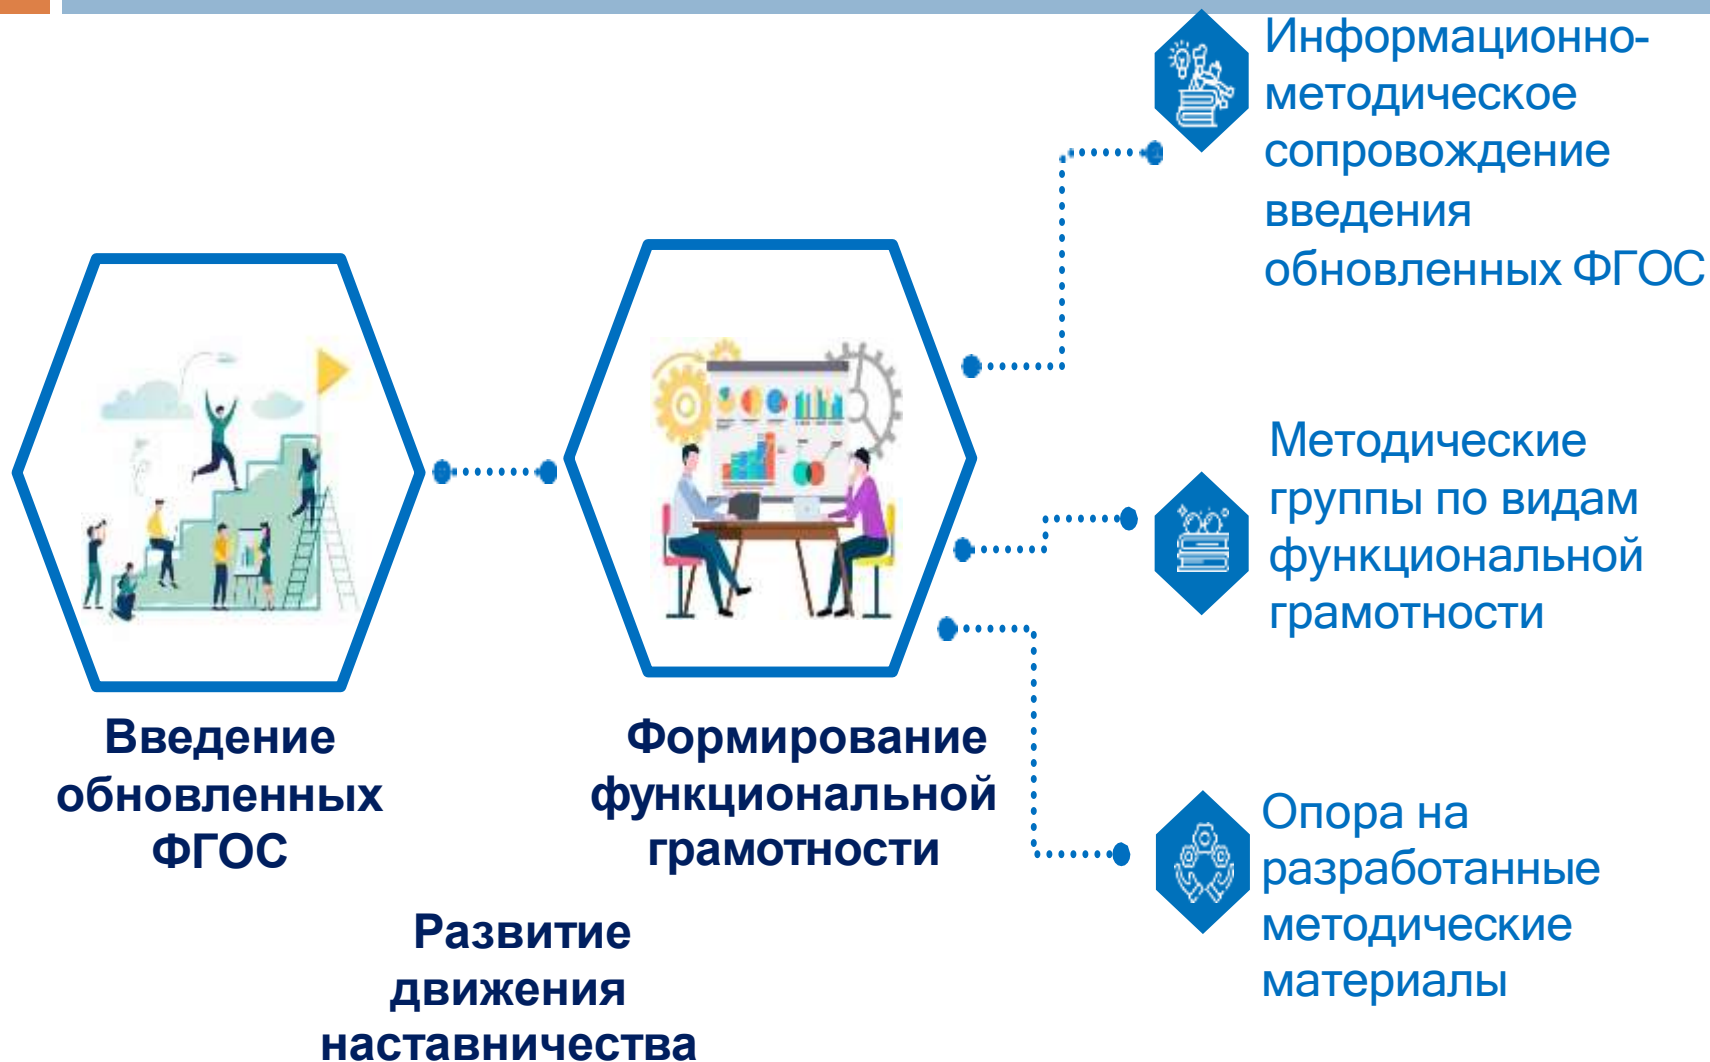 Информационно-
методическое
сопровождение
введения
обновленных ФГОС
Методические
группы по видам
функциональной
грамотности
Введение
обновленных
ФГОС
Формирование
функциональной
грамотности
Опора на
разработанные
методические
материалы
Развитие
движения
наставничества